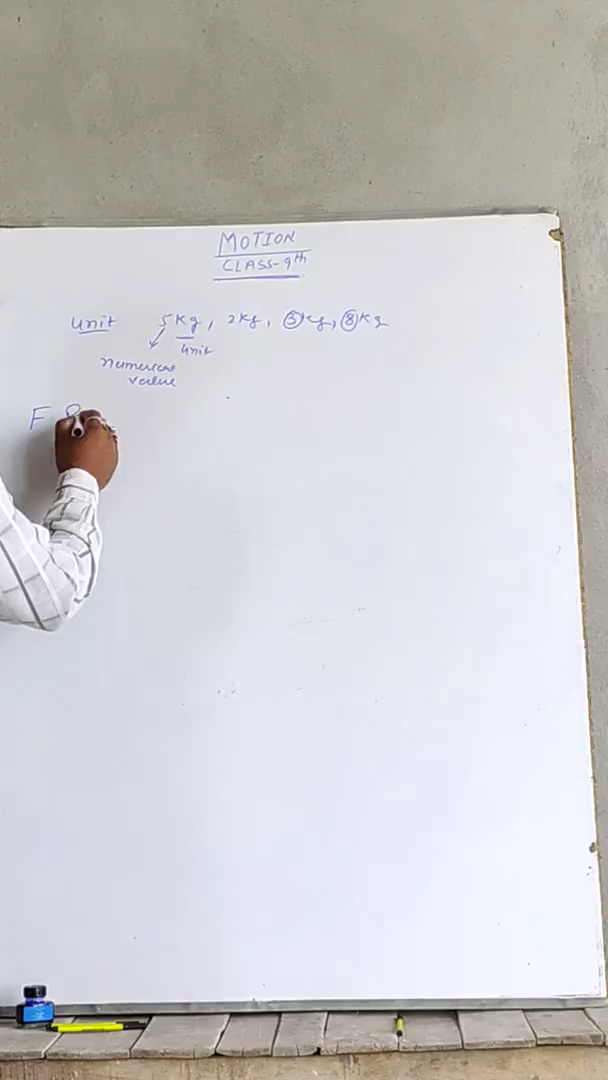 MOTION
CLASS-9th
Unit 5Kg, 2Kg, 5Kg, 8Kg
Unit
numerical
value
F.